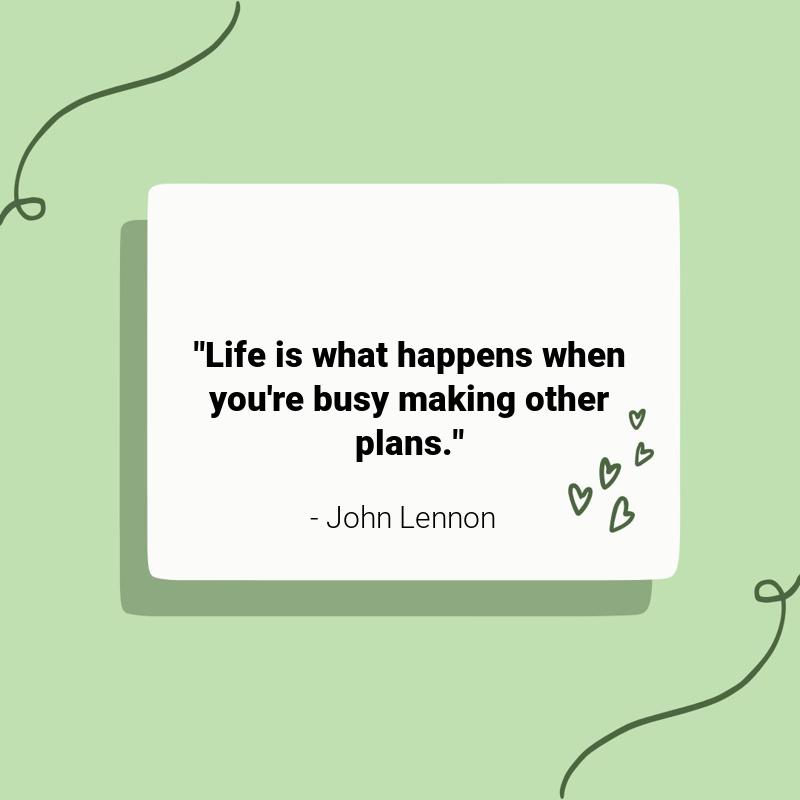 "Life is what happens when
you're busy making other
plans."
- John Lennon